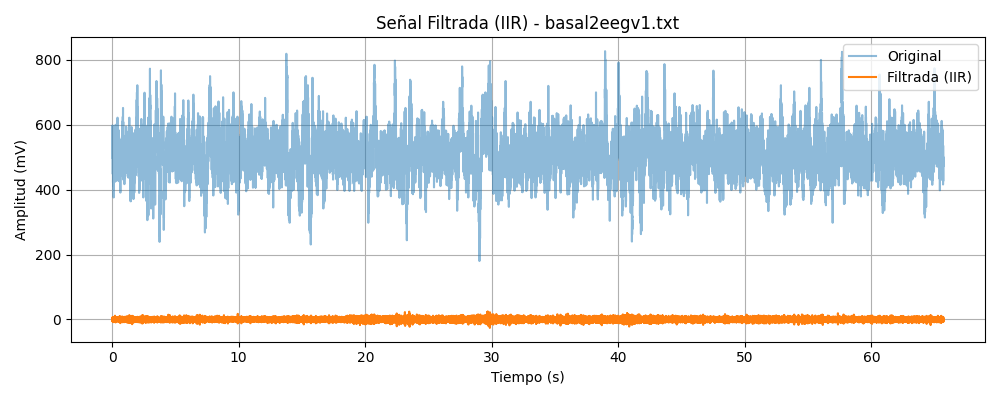 Señal Filtrada (IIR) - basal2eegv1.txt
Original
Filtrada (IIR)
Amplitud (mV)
800
600
400
200
0
0 10 20 30 40 50 60
Tiempo (s)